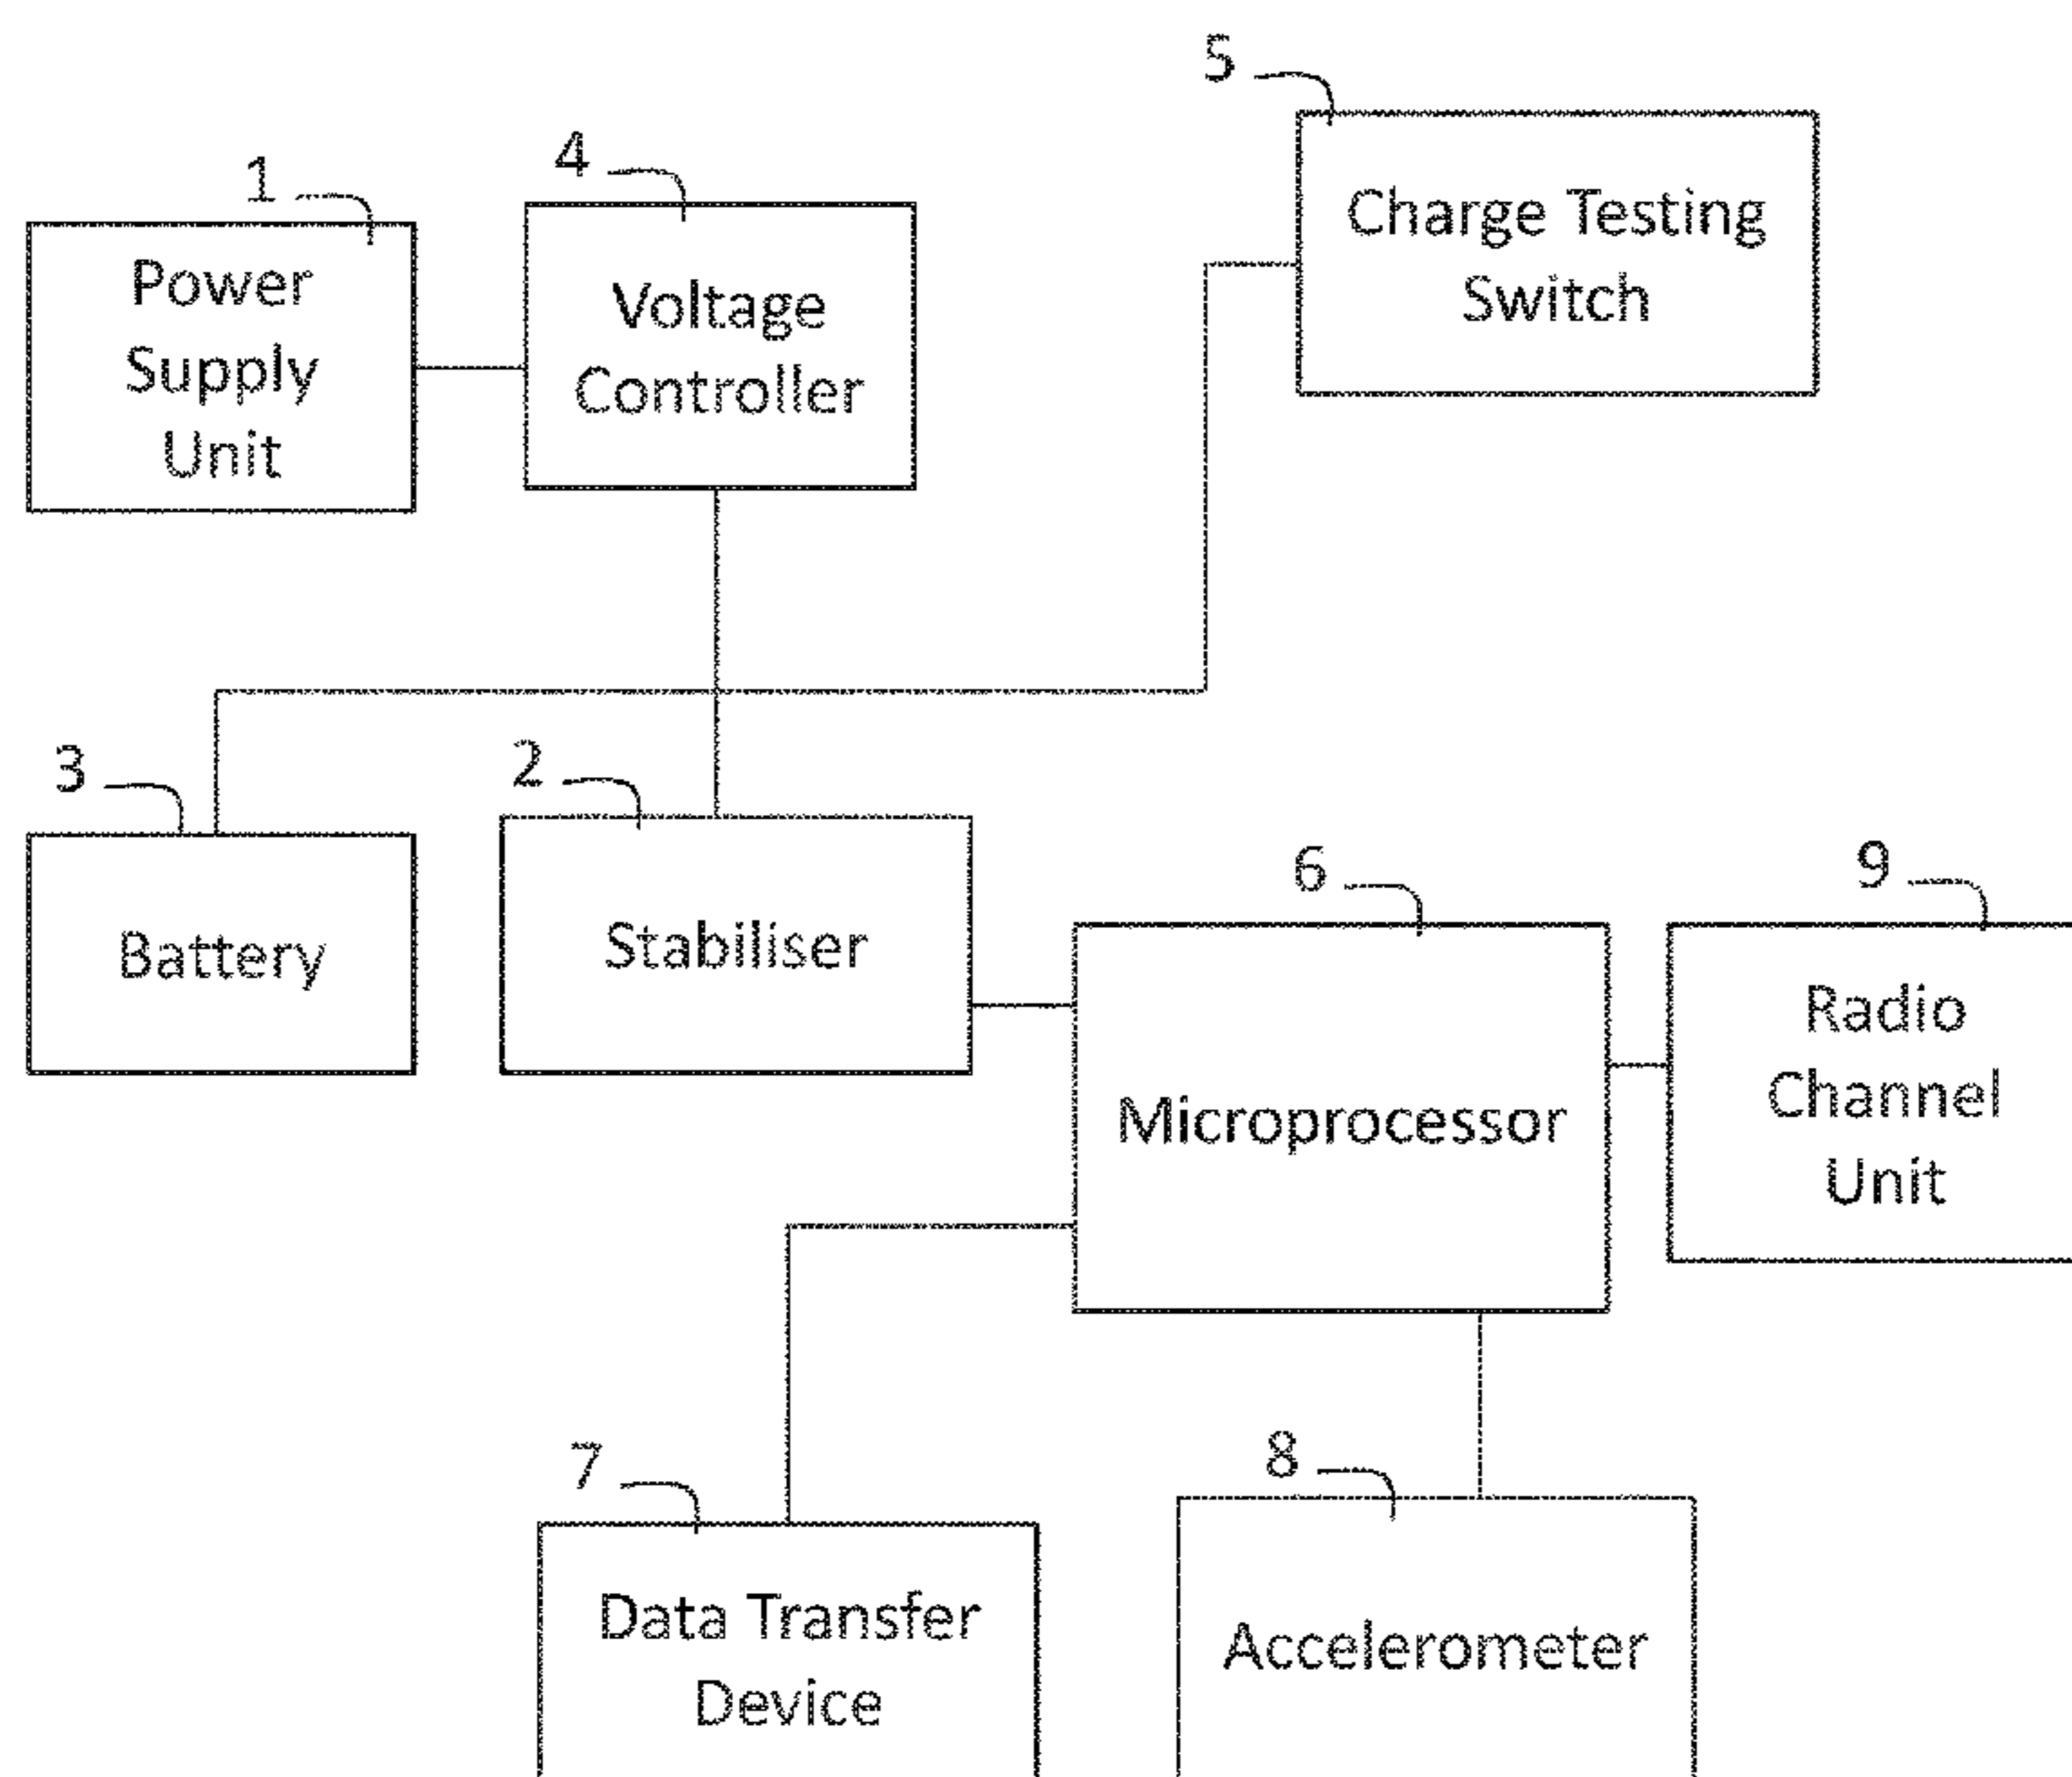 5
Charge Testing
Switch
1
Power
Supply
Unit
4
Voltage
Controller
3
Battery
2
Stabiliser
6
Microprocessor
9
Radio
Channel
Unit
7
Data Transfer
Device
8
Accelerometer